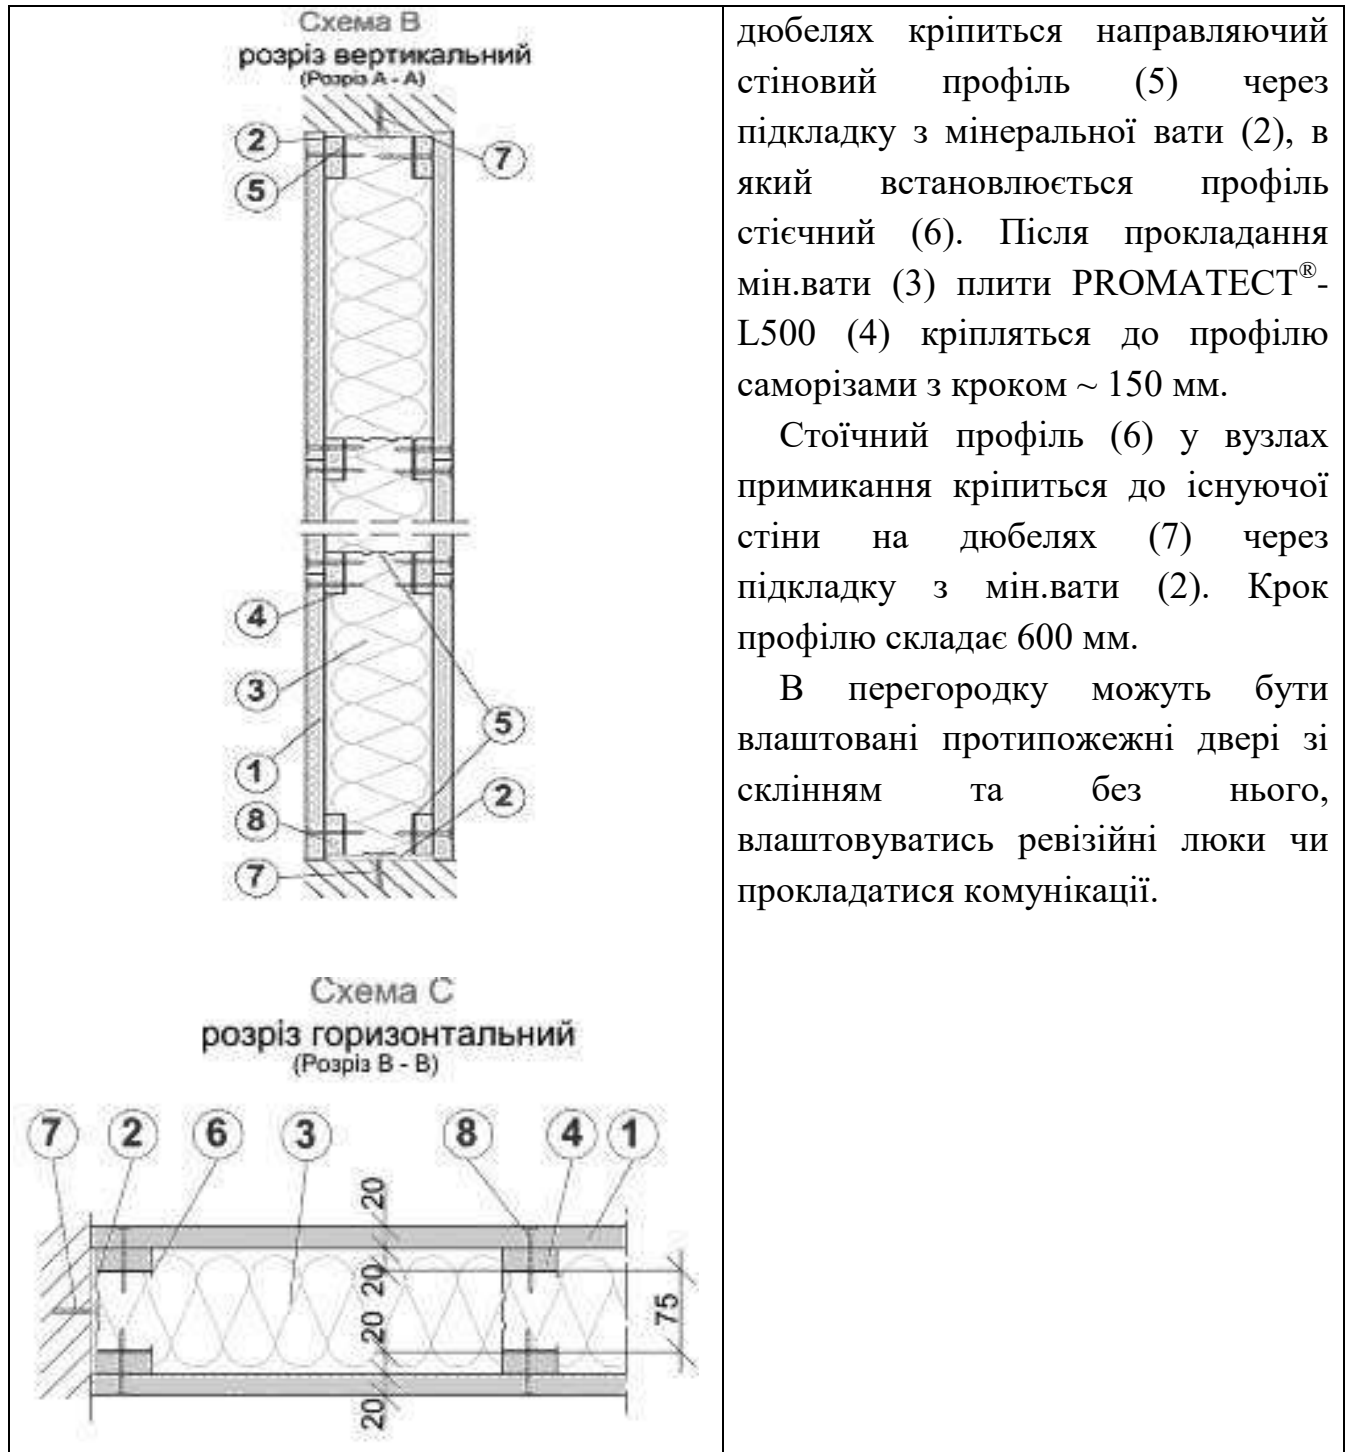 Схема В
розріз вертикальний
(Розріз А - А)
2
7
5
4
3
5
1
2
8
7
Схема С
розріз горизонтальний
(Розріз В - В)
7
2
6
3
8
4
1
20
20
20
20
75
дюбелях кріпиться направляючий
стіновий профіль (5) через
підкладку з мінеральної вати (2), в
який встановлюється профіль
стієчний (6). Після прокладання
мін.вати (3) плити PROMATECT®-
L500 (4) кріпляться до профілю
саморізами з кроком ~ 150 мм.
Стоїчний профіль (6) у вузлах
примикання кріпиться до існуючої
стіни на дюбелях (7) через
підкладку з мін.вати (2). Крок
профілю складає 600 мм.
В перегородку можуть бути
влаштовані протипожежні двері зі
склінням та без нього,
влаштовуватись ревізійні люки чи
прокладатися комунікації.